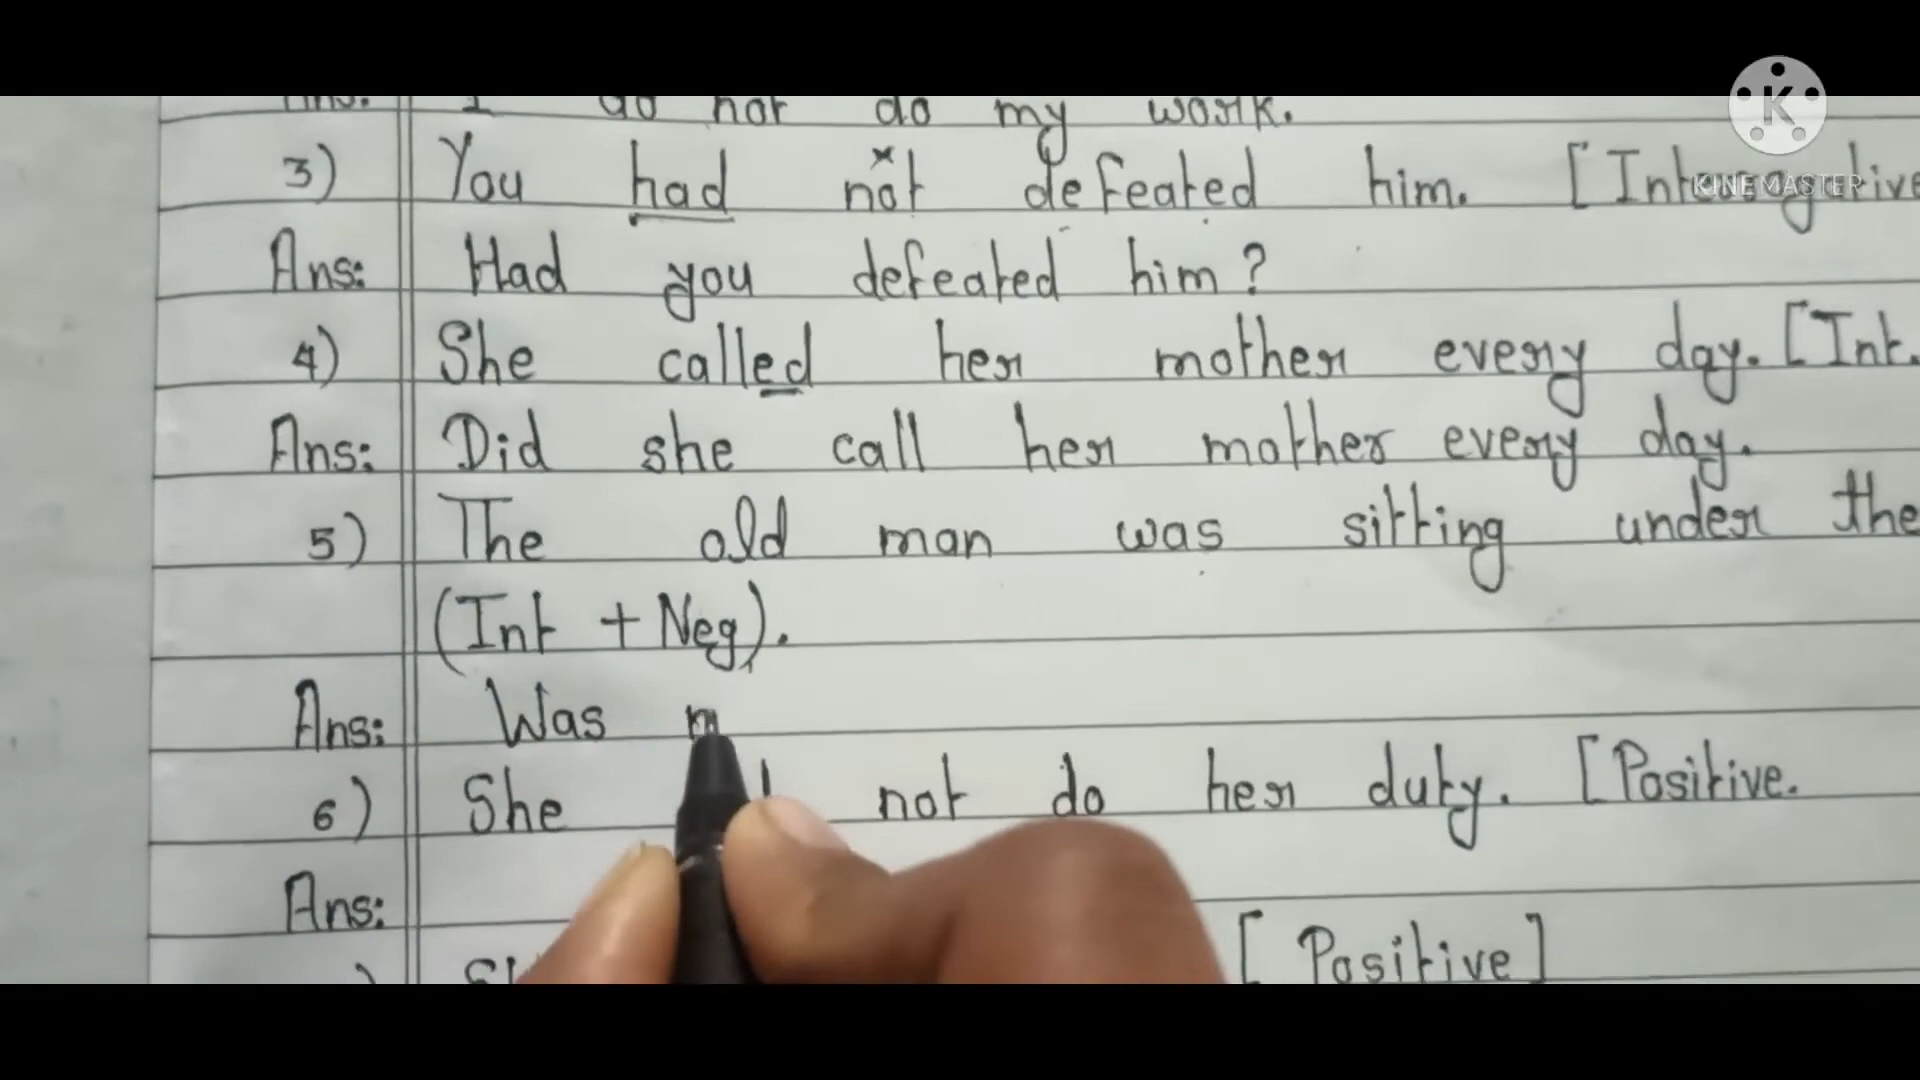 I do not do my work.
3) You had not defeated him. [Interrogative
Ans: Had you defeated him?
4) She called her mother every day. [Int.
Ans: Did she call her mother every day.
5) The old man was sitting under the
(Int + Neg).
Ans: Was n
6) She not do her duty. [Positive.
Ans:
[Positive]
K
KINEMASTER